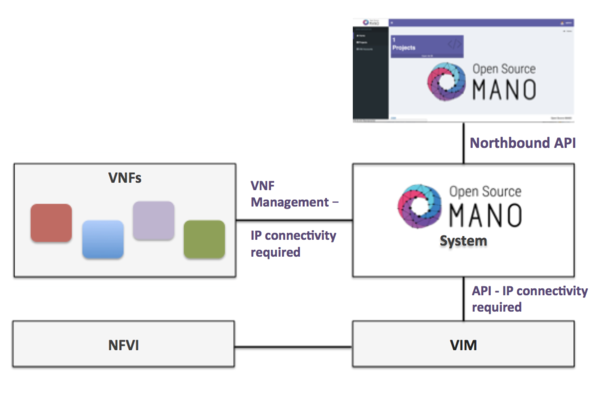 1
Projects
Open Source
MANO
Northbound API
VNFs
VNF
Management –
IP connectivity
required
Open Source
MANO
System
API - IP connectivity
required
NFVI
VIM